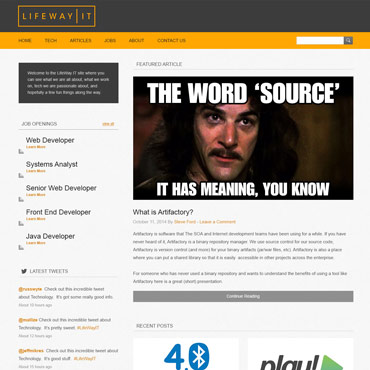 LIFEWAY IT
HOME TECH ARTICLES JOBS ABOUT CONTACT US
Welcome to the LifeWay IT site where you
can see what we are all about, what we work
on, tech we are passionate about, and
hopefully a few fun things along the way.
JOB OPENINGS
view all
Web Developer
Learn More
Systems Analyst
Learn More
Senior Web Developer
Learn More
Front End Developer
Learn More
Java Developer
Learn More
LATEST TWEETS
Check out this incredible
tweet about Technology. It's got some really good info.
About 10 hours ago
Check out this incredible
tweet about Technology. It's pretty sweet. #LifeWayIT
About 12 hours ago
@jeffhntces Check out this incredible
tweet about Technology. It's good stuff. #LifeWayIT
FEATURED ARTICLE
THE WORD 'SOURCE'
IT HAS MEANING, YOU KNOW
What is Artifactory?
October 11, 2014 By Steve Ford - Leave a Comment
Artifactory is software that The SOA and Internet development teams have been using for a while. If you have
never heard of it, Artifactory is a binary repository manager. We use source control for our source code,
Artifactory is version control (and more) for your binary artifacts (jar/war files, etc). Artifactory is also a place
where you can put a shared library so that it is easily accessible in other projects across the enterprise.
For someone who has never used a binary repository and wants to understand the benefits of using a tool like
Artifactory here is a great (short) presentation.
Continue Reading
RECENT POSTS
4.0
play!